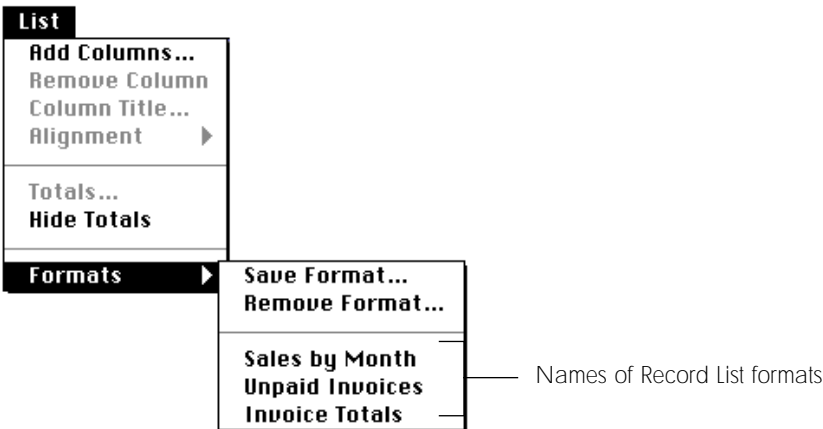 List
Add Columns...
Remove Column
Column Title...
Alignment
Totals...
Hide Totals
Formats
Save Format...
Remove Format...
Sales by Month
Unpaid Invoices
Invoice Totals
Names of Record List formats